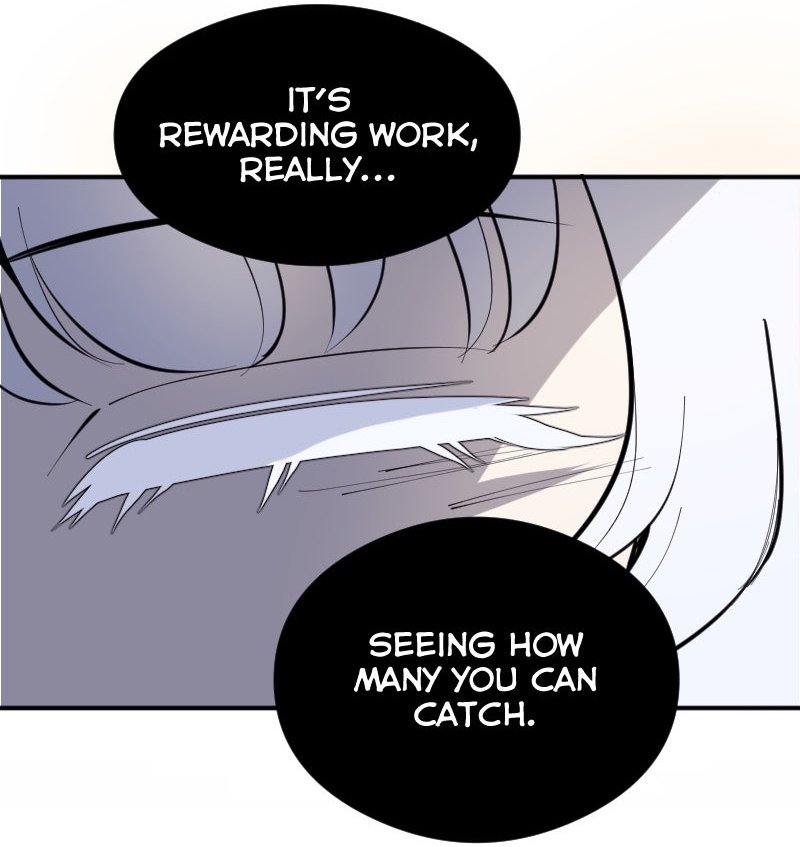 IT'S
REWARDING WORK,
REALLY...
SEEING HOW
MANY YOU CAN
CATCH.